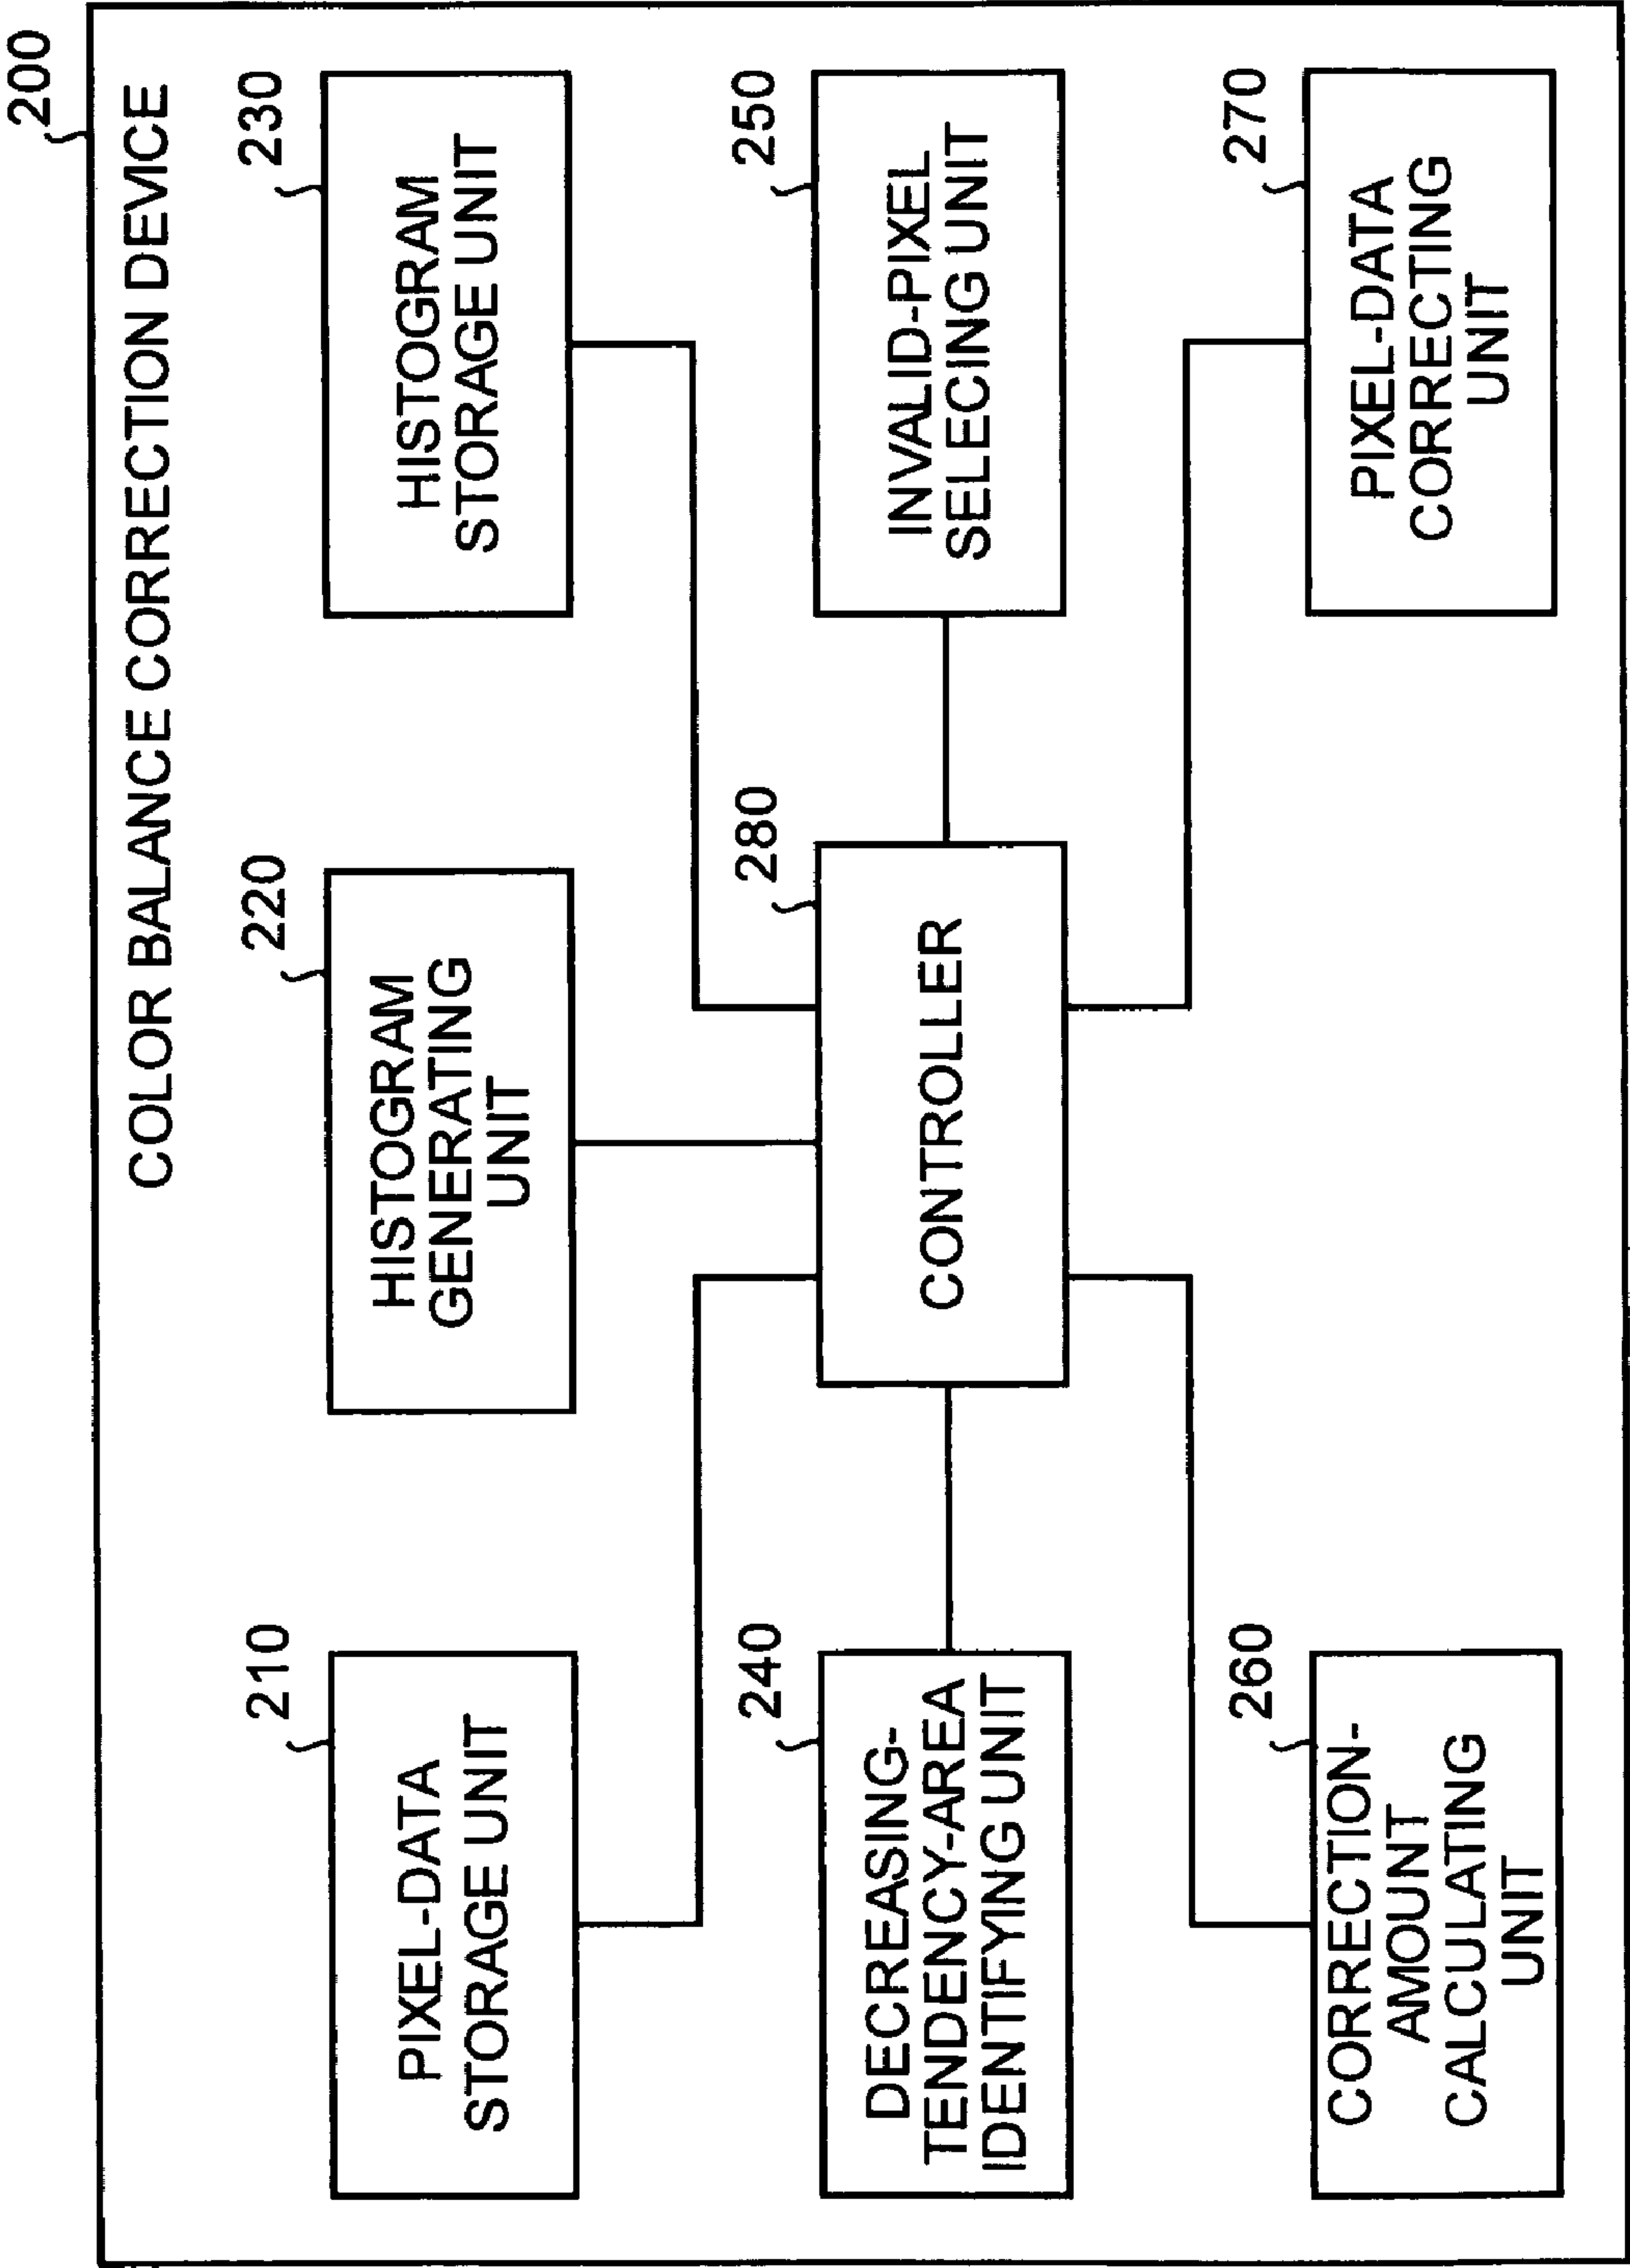 200
COLOR BALANCE CORRECTION DEVICE
210
PIXEL-DATA
STORAGE UNIT
220
HISTOGRAM
GENERATING
UNIT
230
HISTOGRAM
STORAGE UNIT
240
DECREASING-
TENDENCY-AREA
IDENTIFYING UNIT
280
CONTROLLER
250
INVALID-PIXEL
SELECING UNIT
260
CORRECTION-
AMOUNT
CALCULATING
UNIT
270
PIXEL-DATA
CORRECTING
UNIT